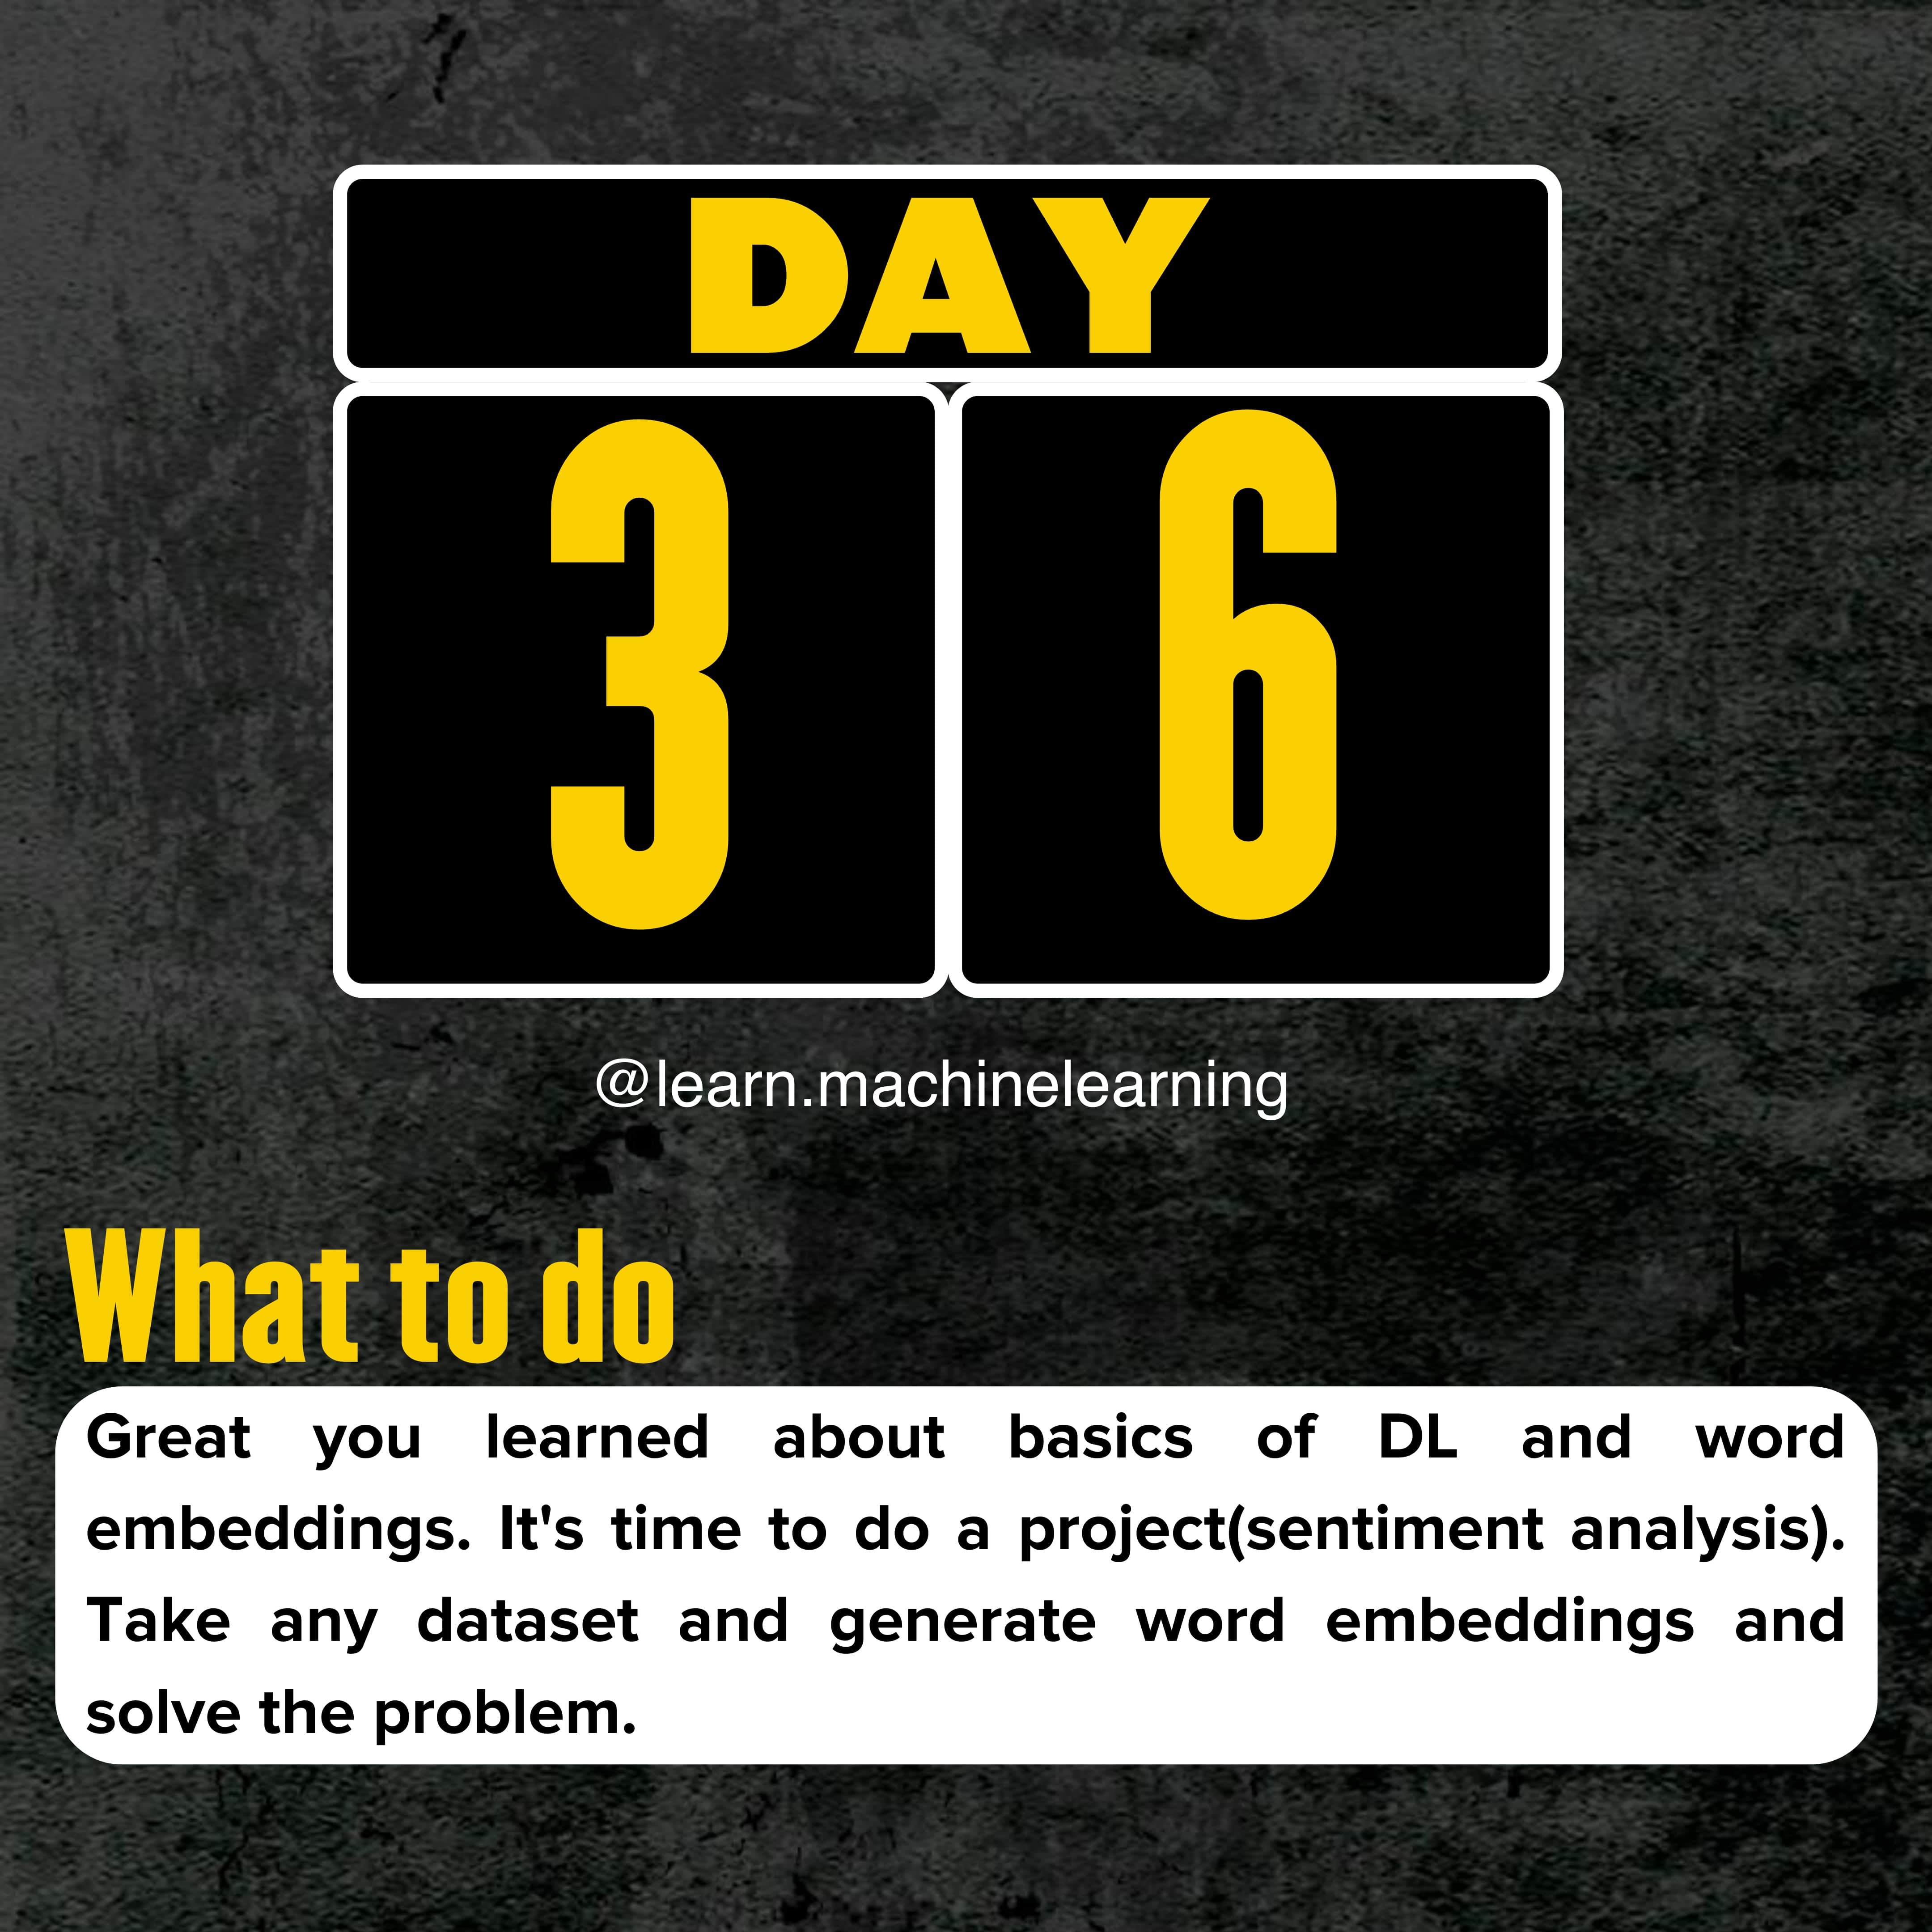 DAY
3 6
@learn.machinelearning
What to do
Great you learned about basics of DL and word
embeddings. It's time to do a project(sentiment analysis).
Take any dataset and generate word embeddings and
solve the problem.